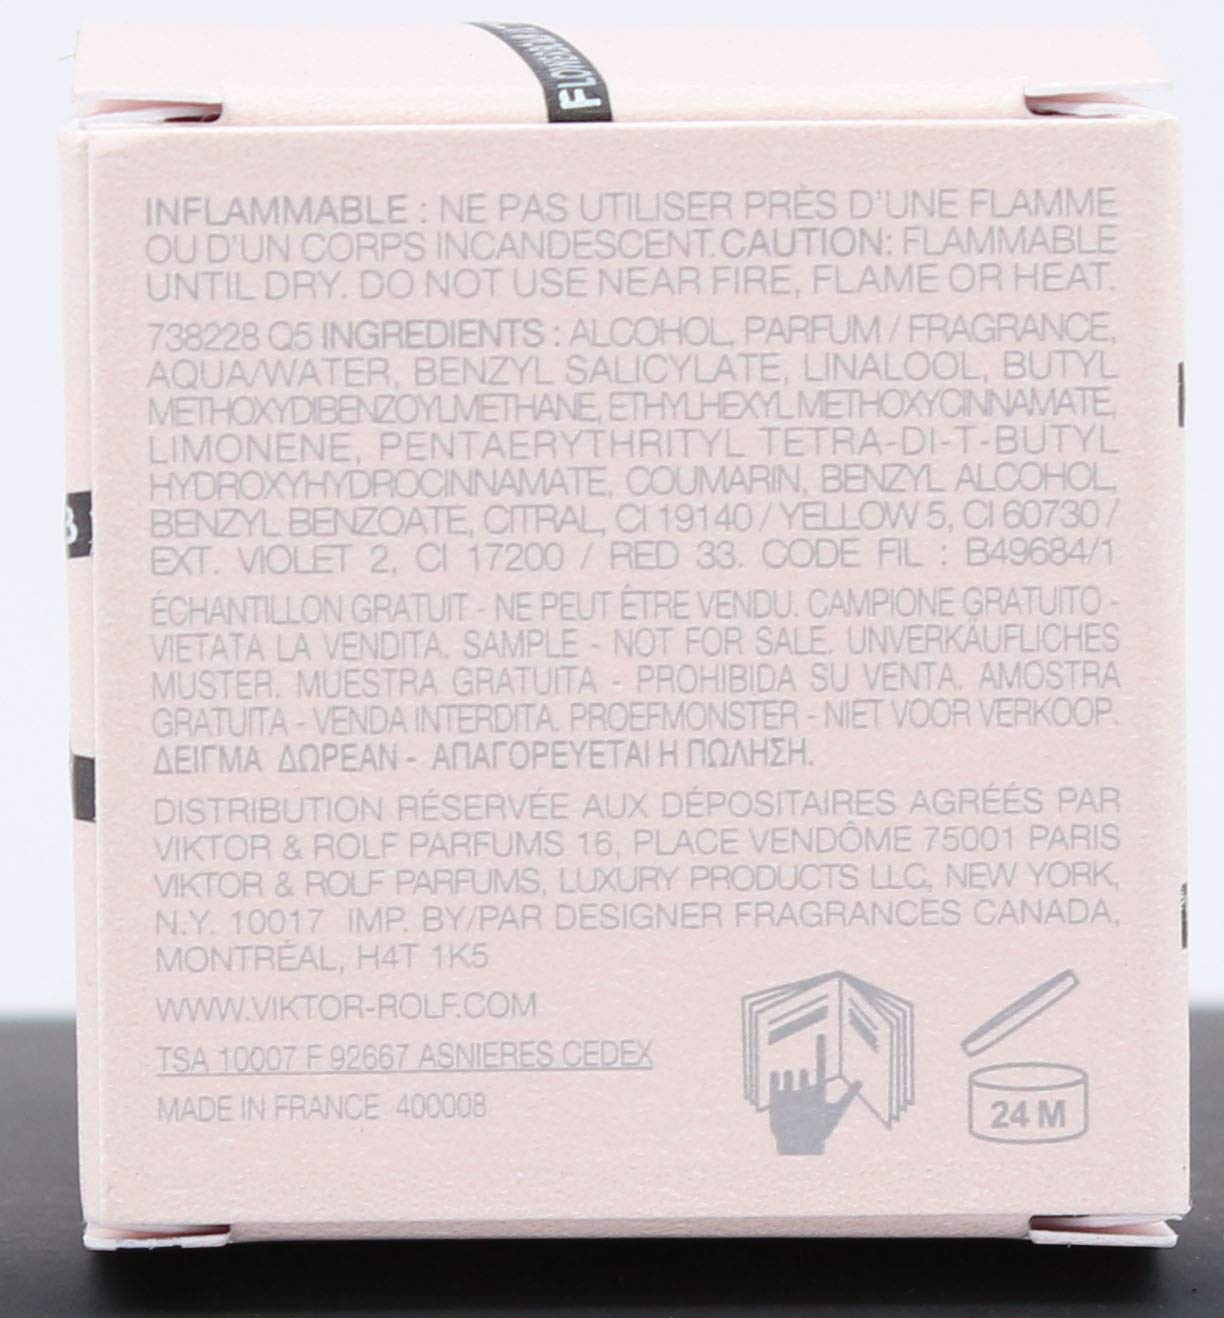 FLOWERBOMB
INFLAMMABLE : NE PAS UTILISER PRÈS D'UNE FLAMME
OU D'UN CORPS INCANDESCENT. CAUTION: FLAMMABLE
UNTIL DRY. DO NOT USE NEAR FIRE, FLAME OR HEAT.
738228 Q5 INGREDIENTS : ALCOHOL, PARFUM / FRAGRANCE,
AQUA/WATER, BENZYL SALICYLATE, LINALOOL, BUTYL
METHOXYDIBENZOYLMETHANE, ETHYLHEXYL METHOXYCINNAMATE,
LIMONENE, PENTAERYTHRITYL TETRA-DI-T-BUTYL
HYDROXYHYDROCINNAMATE, COUMARIN, BENZYL ALCOHOL,
BENZYL BENZOATE, CITRAL, CI 19140 / YELLOW 5, CI 60730 /
EXT. VIOLET 2, CI 17200 / RED 33. CODE FIL : B49684/1
ÉCHANTILLON GRATUIT - NE PEUT ÊTRE VENDU. CAMPIONE GRATUITO -
VIETATA LA VENDITA. SAMPLE - NOT FOR SALE. UNVERKÄUFLICHES
MUSTER. MUESTRA GRATUITA - PROHIBIDA SU VENTA. AMOSTRA
GRATUITA - VENDA INTERDITA. PROEFMONSTER - NIET VOOR VERKOOP.
ΔΕΙΓΜΑ ΔΩΡΕΑΝ - ΑΠΑΓΟΡΕΥΕΤΑΙ Η ΠΩΛΗΣΗ.
DISTRIBUTION RÉSERVÉE AUX DÉPOSITAIRES AGRÉÉS PAR
VIKTOR & ROLF PARFUMS 16, PLACE VENDÔME 75001 PARIS
VIKTOR & ROLF PARFUMS, LUXURY PRODUCTS LLC, NEW YORK,
N.Y. 10017 IMP. BY/PAR DESIGNER FRAGRANCES CANADA,
MONTRÉAL, H4T 1K5
WWW.VIKTOR-ROLF.COM
TSA 10007 F 92667 ASNIERES CEDEX
MADE IN FRANCE 400008
24 M